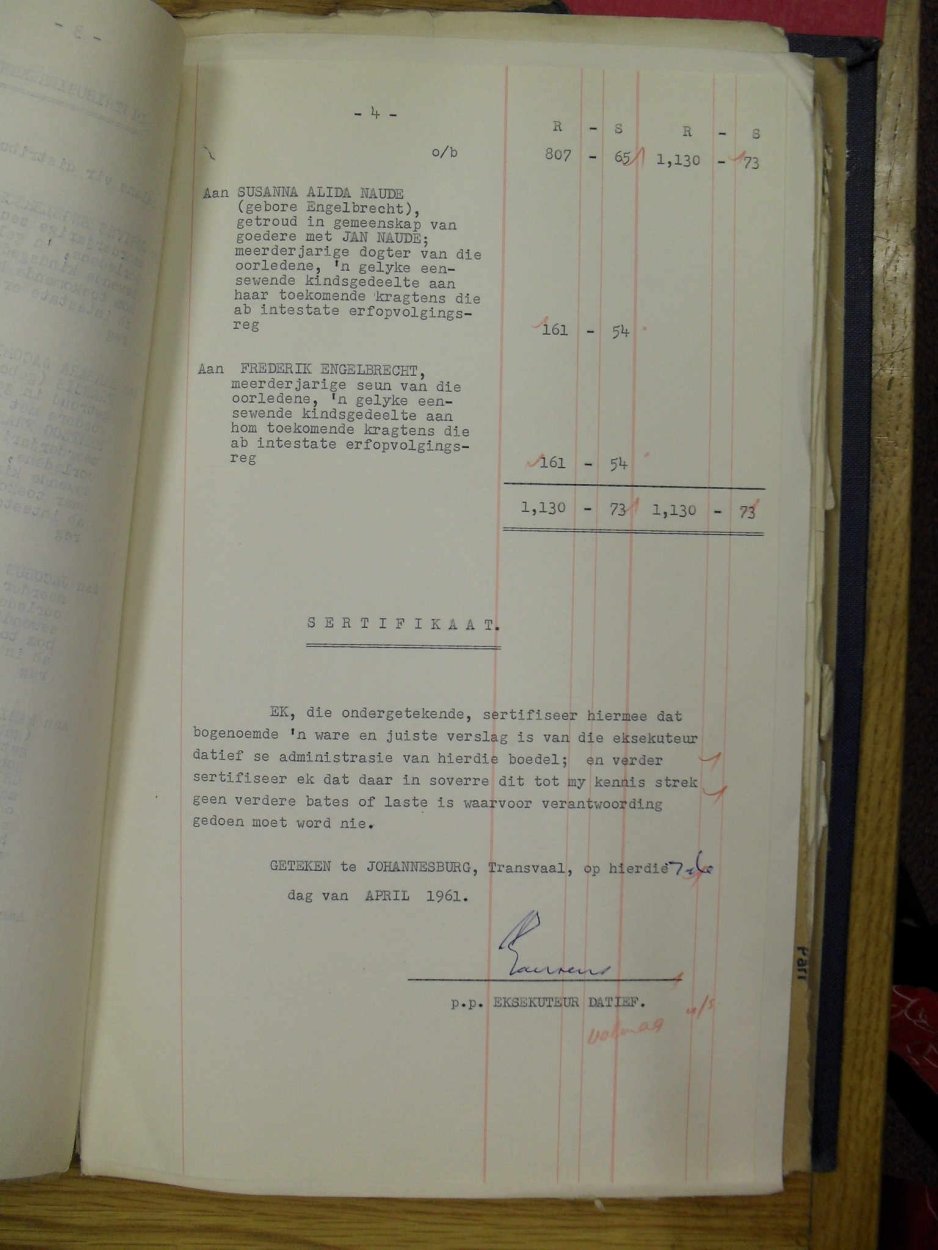 - 4 -
R - S R - S
o/b 807 - 65 1,130 - 73
Aan SUSANNA ALIDA NAUDE
(gebore Engelbrecht),
getroud in gemeenskap van
goedere met JAN NAUDE;
meerderjarige dogter van die
oorledene, 'n gelyke een-
sewende kindsgedeelte aan
haar toekomende kragtens die
ab intestate erfopvolgings-
reg 161 - 54
Aan FREDERIK ENGELBRECHT,
meerderjarige seun van die
oorledene, 'n gelyke een-
sewende kindsgedeelte aan
hom toekomende kragtens die
ab intestate erfopvolgings-
reg 161 - 54
1,130 - 73 1,130 - 73
S E R T I F I K A A T.
EK, die ondergetekende, sertifiseer hiermee dat
bogenoemde 'n ware en juiste verslag is van die eksekuteur
datief se administrasie van hierdie boedel; en verder
sertifiseer ek dat daar in soverre dit tot my kennis strek
geen verdere bates of laste is waarvoor verantwoording
gedoen moet word nie.
GETEKEN te JOHANNESBURG, Transvaal, op hierdie 7de
dag van APRIL 1961.
p.p. EKSEKUTEUR DATIEF.